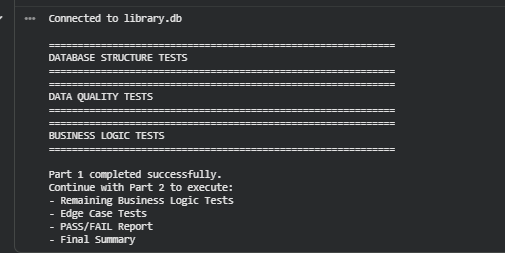 Connected to library.db
============================================================
DATABASE STRUCTURE TESTS
============================================================
============================================================
DATA QUALITY TESTS
============================================================
============================================================
BUSINESS LOGIC TESTS
============================================================
Part 1 completed successfully.
Continue with Part 2 to execute:
- Remaining Business Logic Tests
- Edge Case Tests
- PASS/FAIL Report
- Final Summary